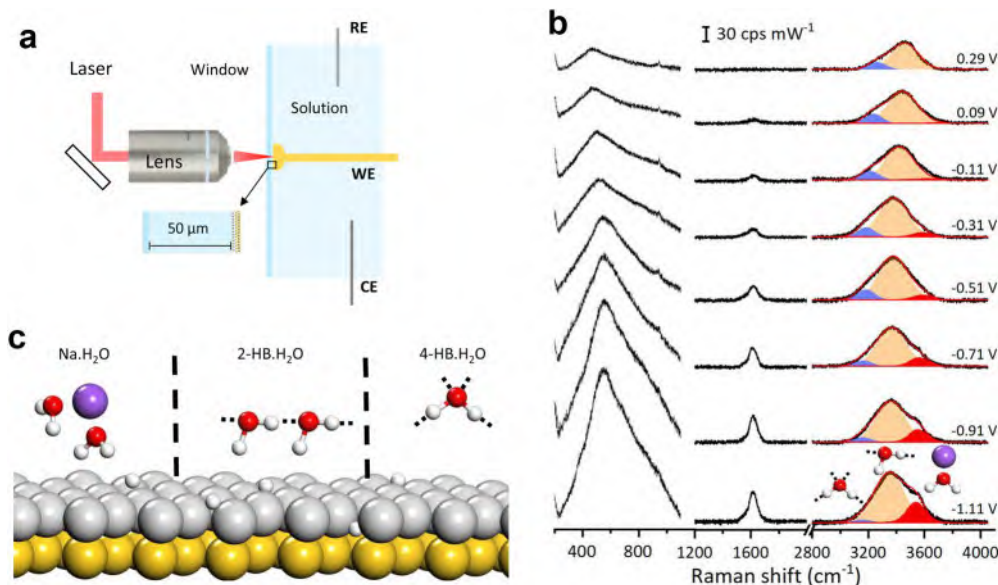 a
RE
Laser
Window
Solution
Lens
WE
50 µm
CE
b
30 cps mW⁻¹
0.29 V
0.09 V
-0.11 V
-0.31 V
-0.51 V
-0.71 V
-0.91 V
-1.11 V
400 800 1200 1600 2000 2800 3200 3600 4000
Raman shift (cm⁻¹)
c
Na.H₂O
2-HB.H₂O
4-HB.H₂O